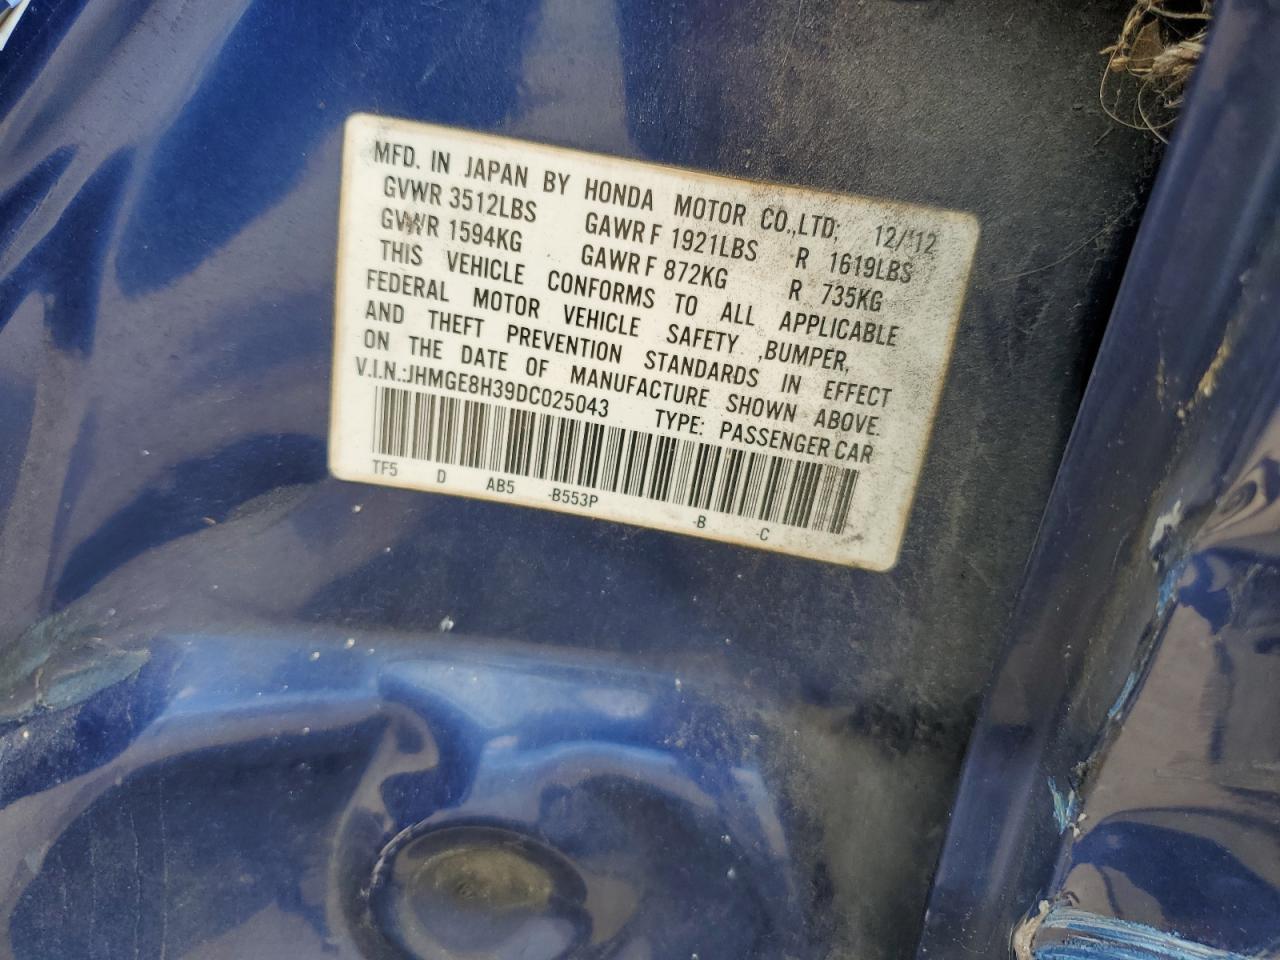 MFD. IN JAPAN BY HONDA MOTOR CO.,LTD; 12/'12
GVWR 3512LBS GAWR F 1921LBS R 1619LBS
GVWR 1594KG GAWR F 872KG R 735KG
THIS VEHICLE CONFORMS TO ALL APPLICABLE
FEDERAL MOTOR VEHICLE SAFETY ,BUMPER,
AND THEFT PREVENTION STANDARDS IN EFFECT
ON THE DATE OF MANUFACTURE SHOWN ABOVE.
V.I.N.:JHMGE8H39DC025043 TYPE: PASSENGER CAR
TF5 D AB5 -B553P -B -C